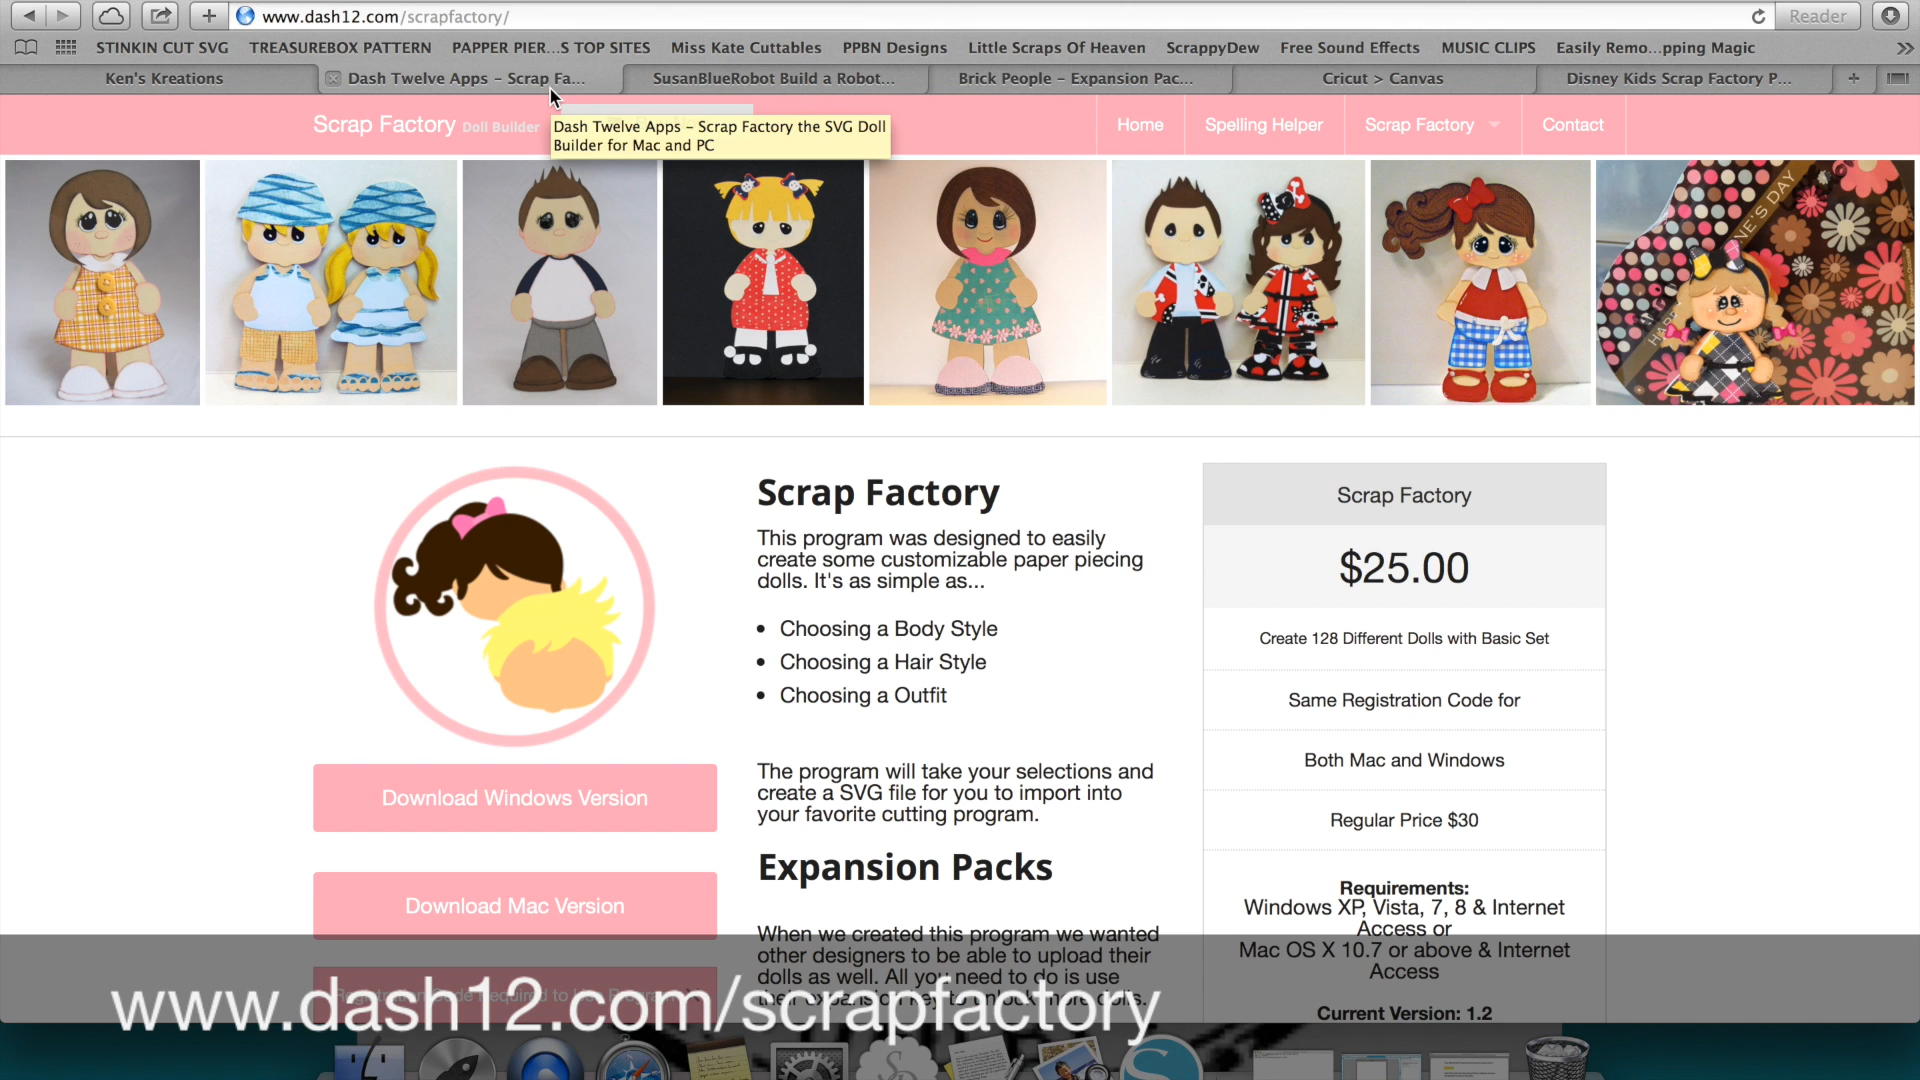 www.dash12.com/scrapfactory/
Reader
STINKIN CUT SVG TREASUREBOX PATTERN PAPPER PIER...S TOP SITES Miss Kate Cuttables PPBN Designs Little Scraps Of Heaven ScrappyDew Free Sound Effects MUSIC CLIPS Easily Remo...pping Magic
Ken's Kreations Dash Twelve Apps – Scrap Fa... SusanBlueRobot Build a Robot... Brick People – Expansion Pac... Cricut > Canvas Disney Kids Scrap Factory P...
Scrap Factory Doll Builder
Home Spelling Helper Scrap Factory Contact
Dash Twelve Apps – Scrap Factory the SVG Doll
Builder for Mac and PC
NE'S DAY
Scrap Factory
This program was designed to easily
create some customizable paper piecing
dolls. It's as simple as...
• Choosing a Body Style
• Choosing a Hair Style
• Choosing a Outfit
The program will take your selections and
create a SVG file for you to import into
your favorite cutting program.
Expansion Packs
When we created this program we wanted
other designers to be able to upload their
dolls as well. All you need to do is use
their expansion key to unlock more dolls.
Download Windows Version
Download Mac Version
Scrap Factory
$25.00
Create 128 Different Dolls with Basic Set
Same Registration Code for
Both Mac and Windows
Regular Price $30
Requirements:
Windows XP, Vista, 7, 8 & Internet
Access or
Mac OS X 10.7 or above & Internet
Access
Current Version: 1.2
www.dash12.com/scrapfactory